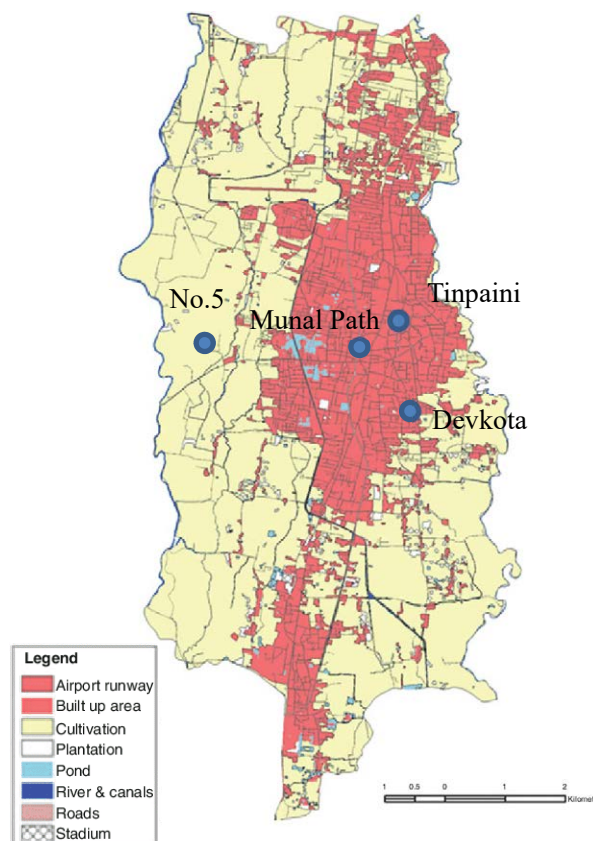 Tinpaini
No.5
Munal Path
Devkota
Legend
Airport runway
Built up area
Cultivation
Plantation
Pond
River & canals
Roads
Stadium
1 0.5 0 1 2
Kilomet